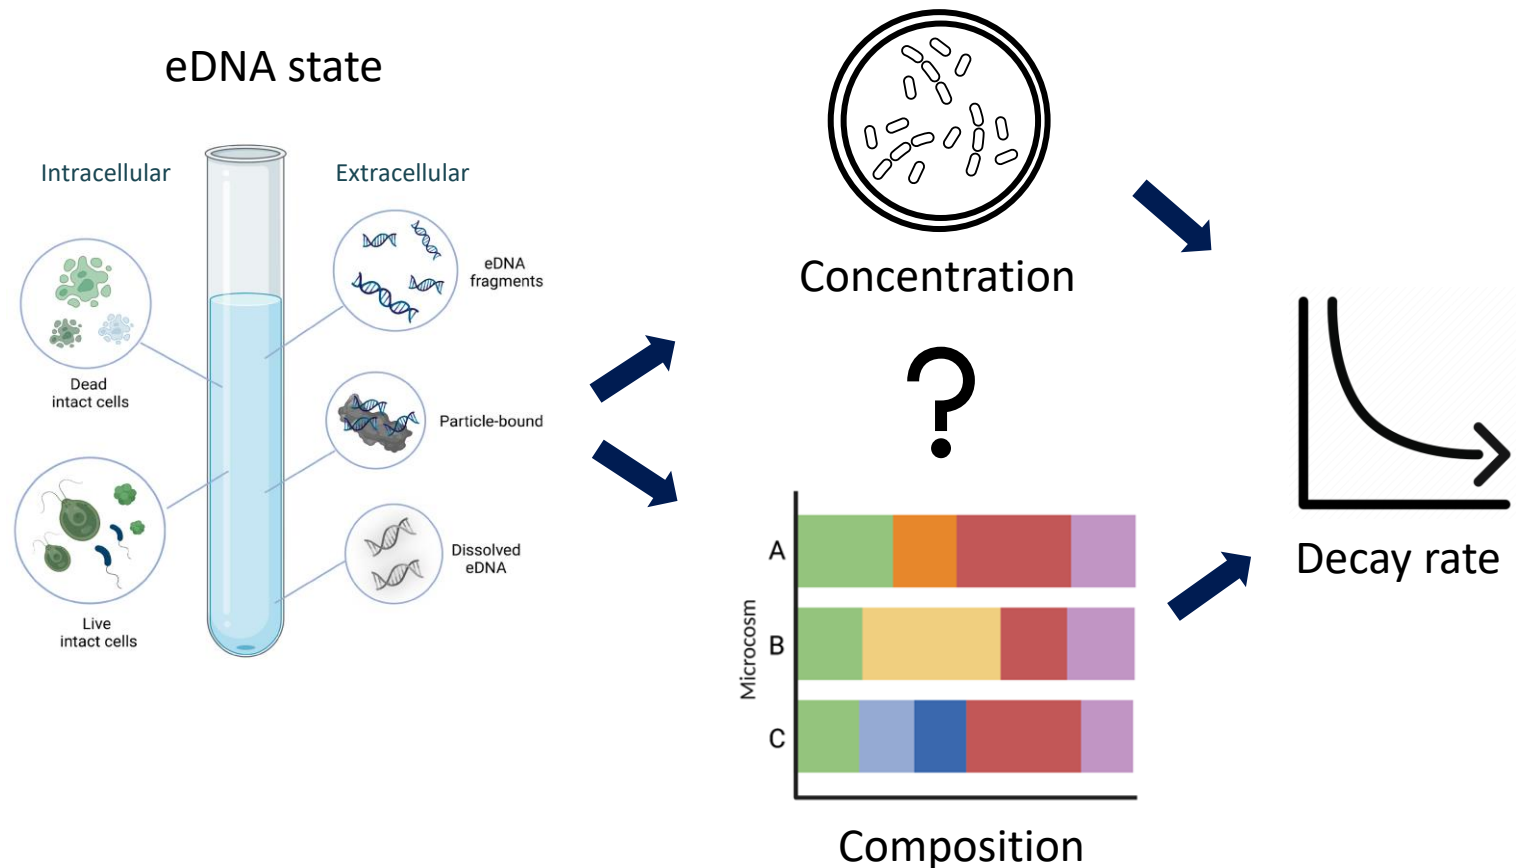 eDNA state
Intracellular
Extracellular
Dead
intact cells
Live
intact cells
eDNA
fragments
Particle-bound
Dissolved
eDNA
Concentration
?
Microcosm
A
B
C
Composition
Decay rate